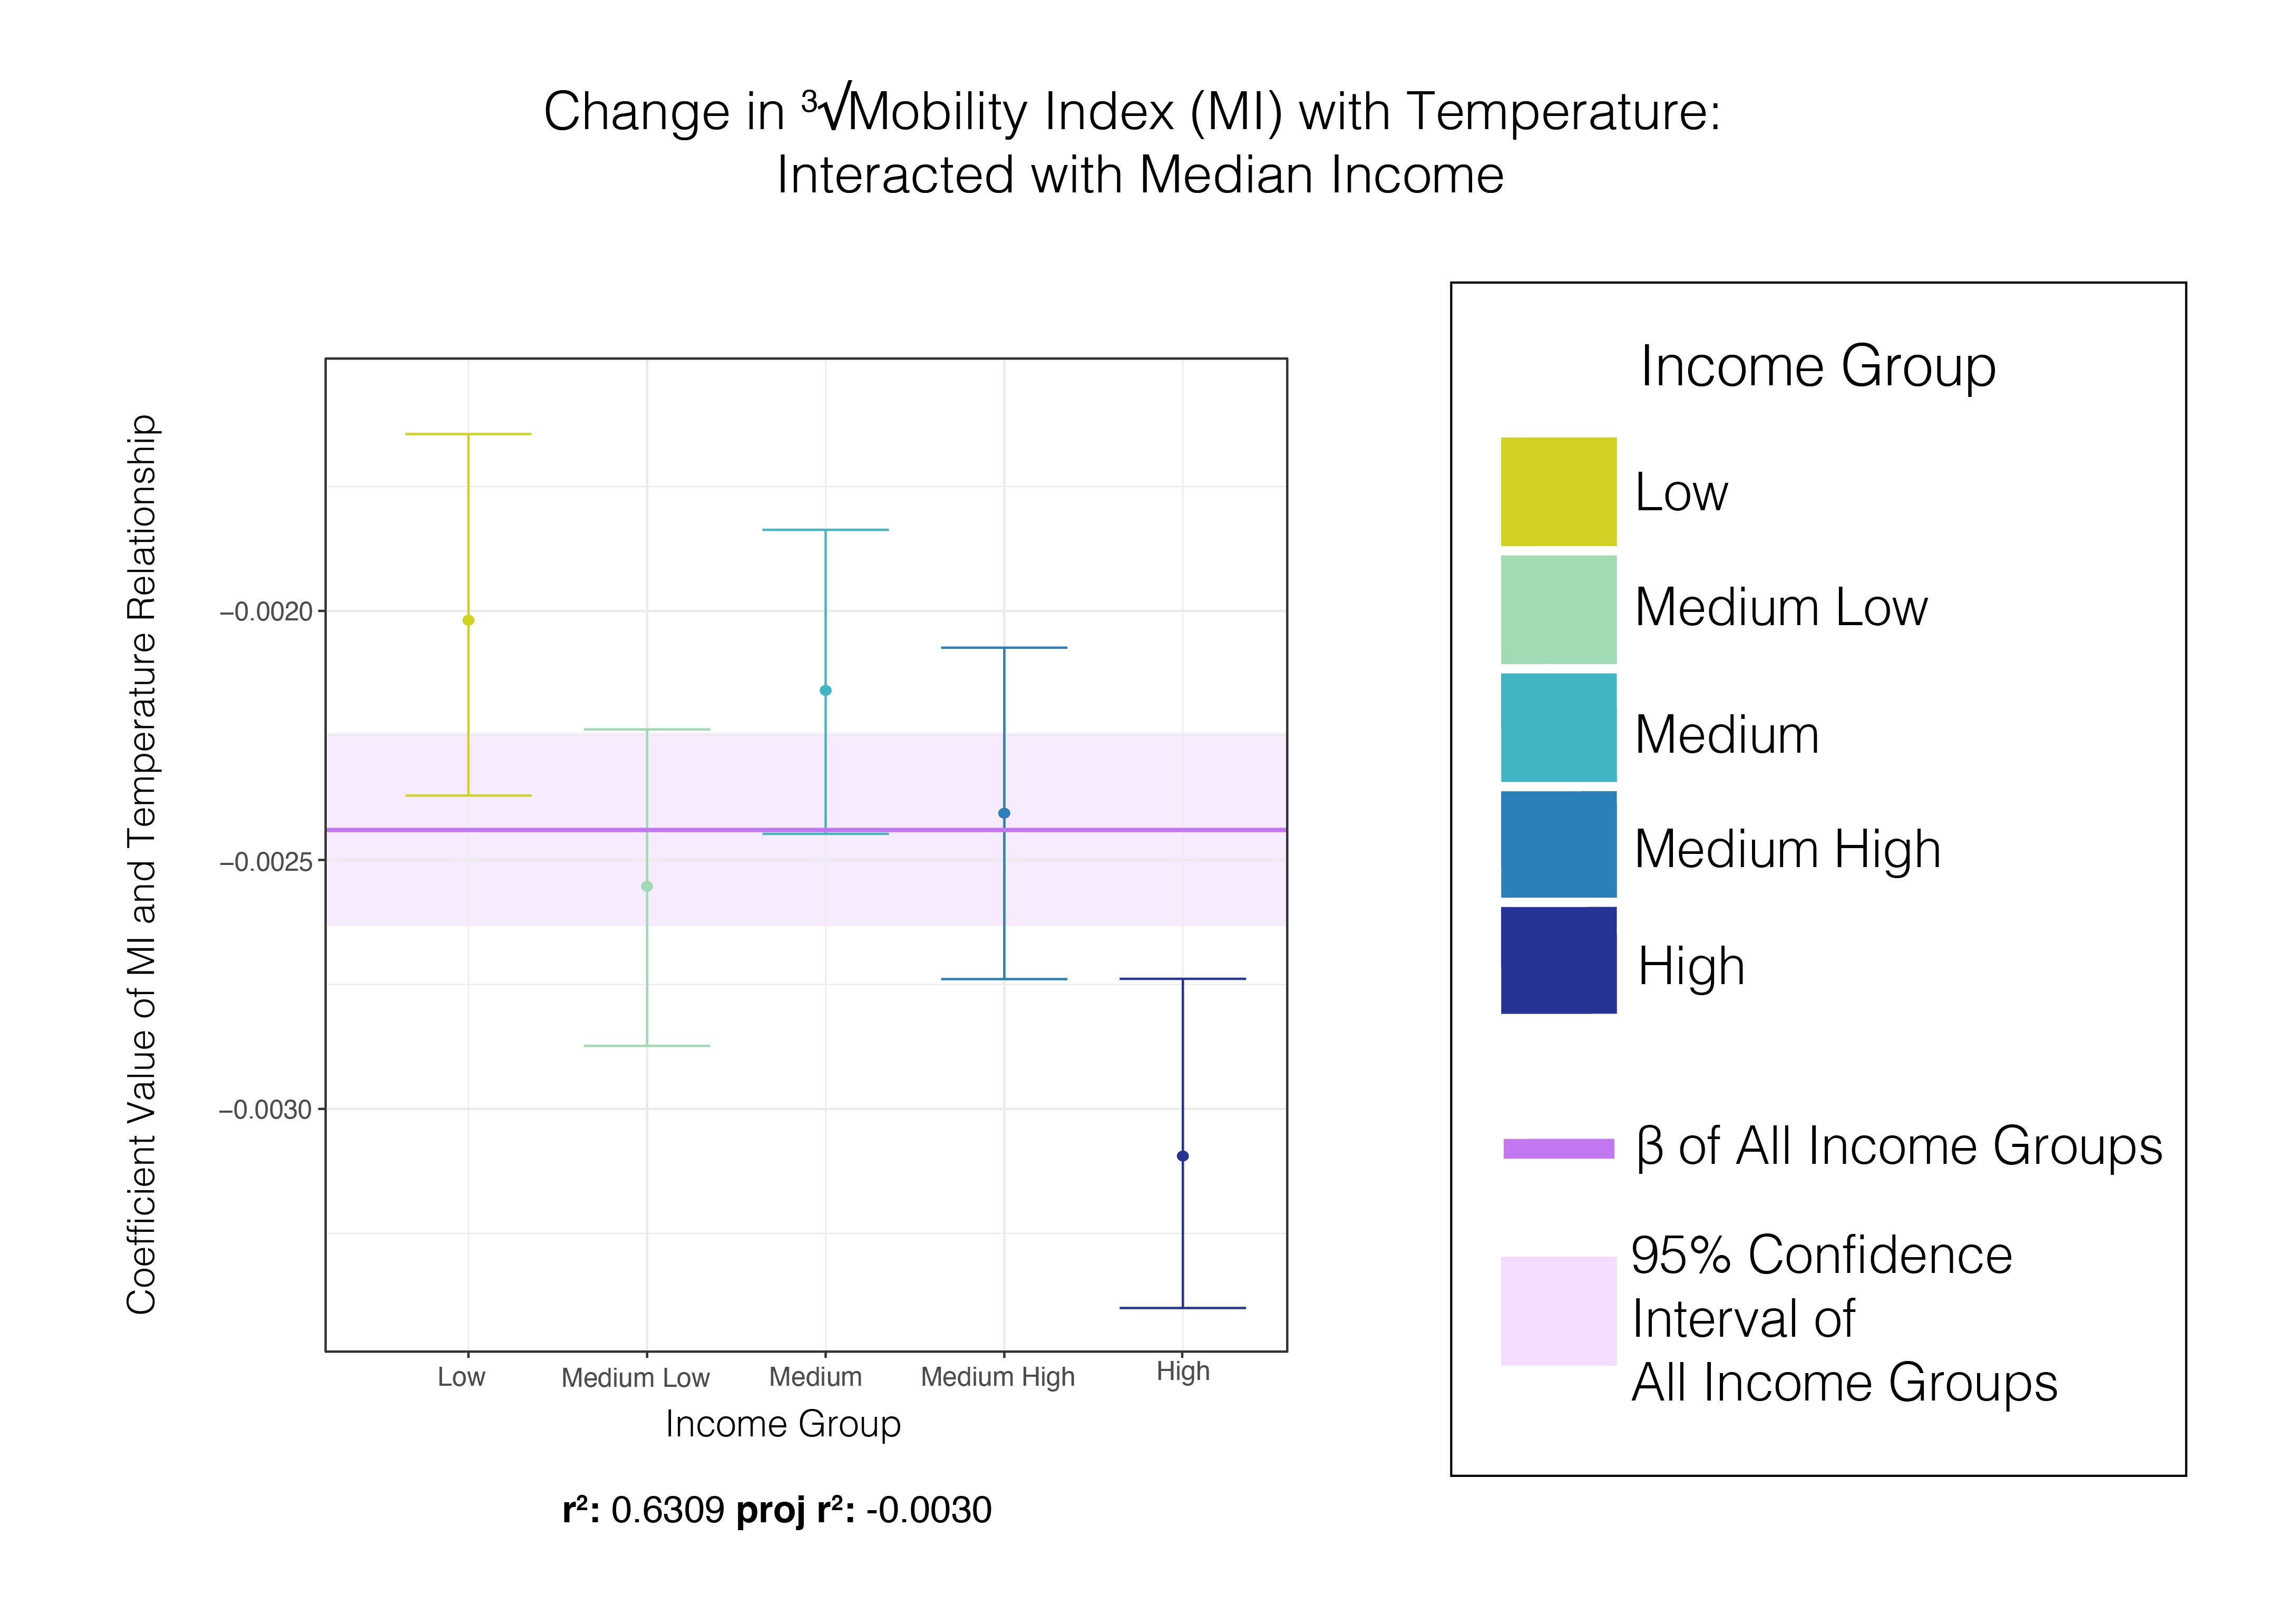 Change in ³√Mobility Index (MI) with Temperature:
Interacted with Median Income
Coefficient Value of MI and Temperature Relationship
−0.0020
−0.0025
−0.0030
Low
Medium Low
Medium
Medium High
High
Income Group
r²: 0.6309 proj r²: -0.0030
Income Group
Low
Medium Low
Medium
Medium High
High
β of All Income Groups
95% Confidence
Interval of
All Income Groups